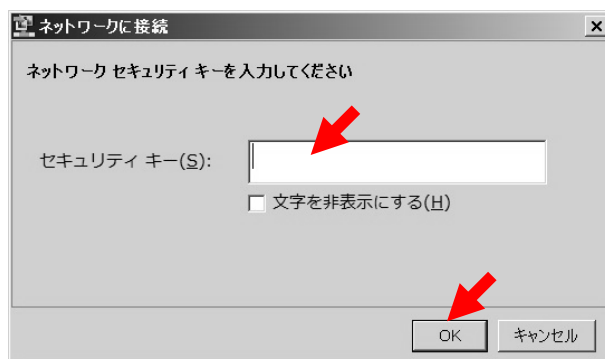 ネットワークに接続
ネットワーク セキュリティ キーを入力してください
セキュリティ キー(S):
文字を非表示にする(H)
OK キャンセル